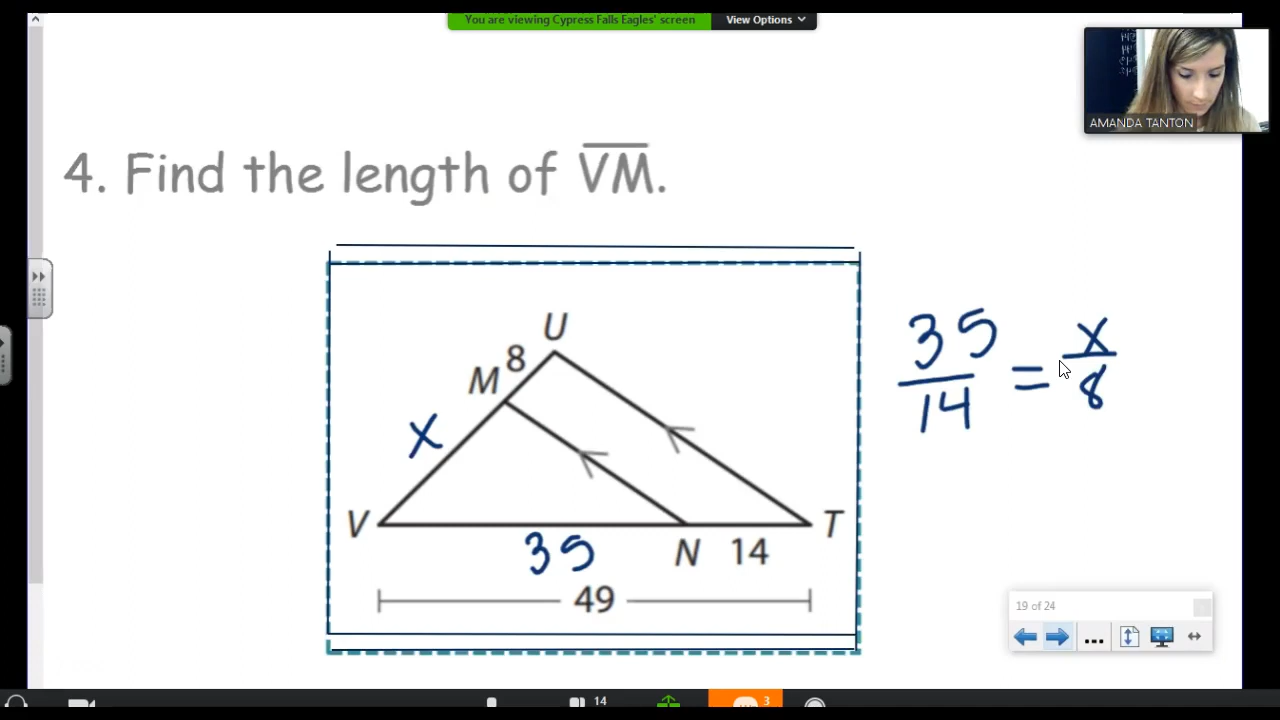 You are viewing Cypress Falls Eagles' screen
View Options
AMANDA TANTON
4. Find the length of VM.
U
8
M
x
V
T
35
N
14
49
35/14 = x/8
19 of 24
...
14
3